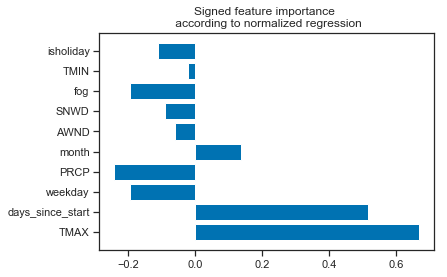 Signed feature importance
according to normalized regression
isholiday
TMIN
fog
SNWD
AWND
month
PRCP
weekday
days_since_start
TMAX
−0.2 0.0 0.2 0.4 0.6